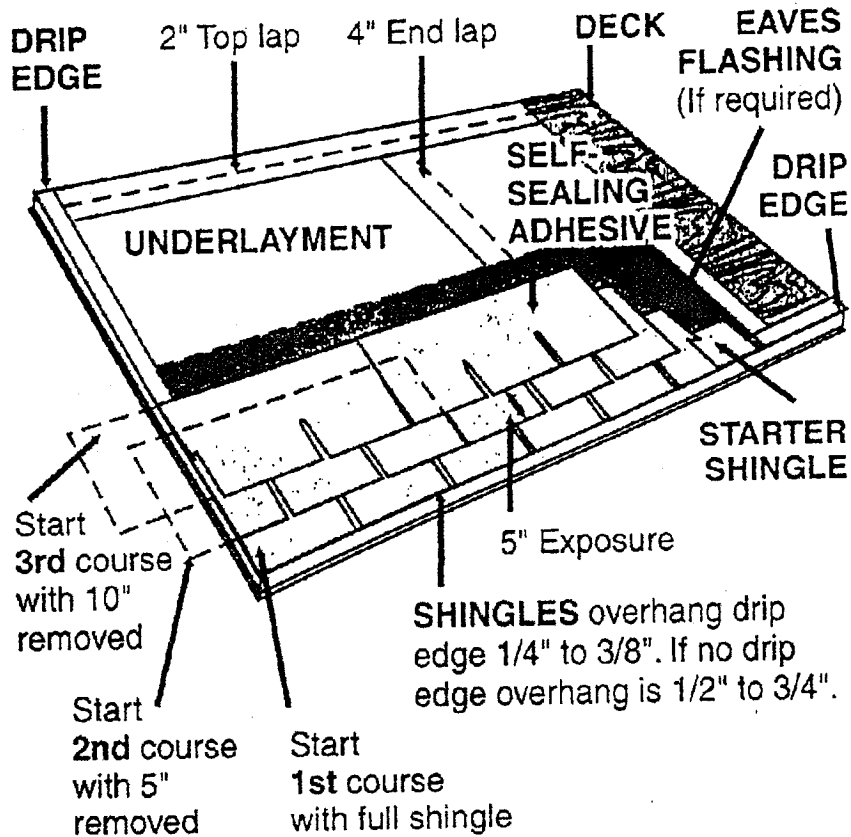 DRIP
EDGE
2" Top lap
4" End lap
DECK
EAVES
FLASHING
(If required)
SELF-
SEALING
ADHESIVE
DRIP
EDGE
UNDERLAYMENT
STARTER
SHINGLE
Start
3rd course
with 10"
removed
5" Exposure
SHINGLES overhang drip
edge 1/4" to 3/8". If no drip
edge overhang is 1/2" to 3/4".
Start
2nd course
with 5"
removed
Start
1st course
with full shingle